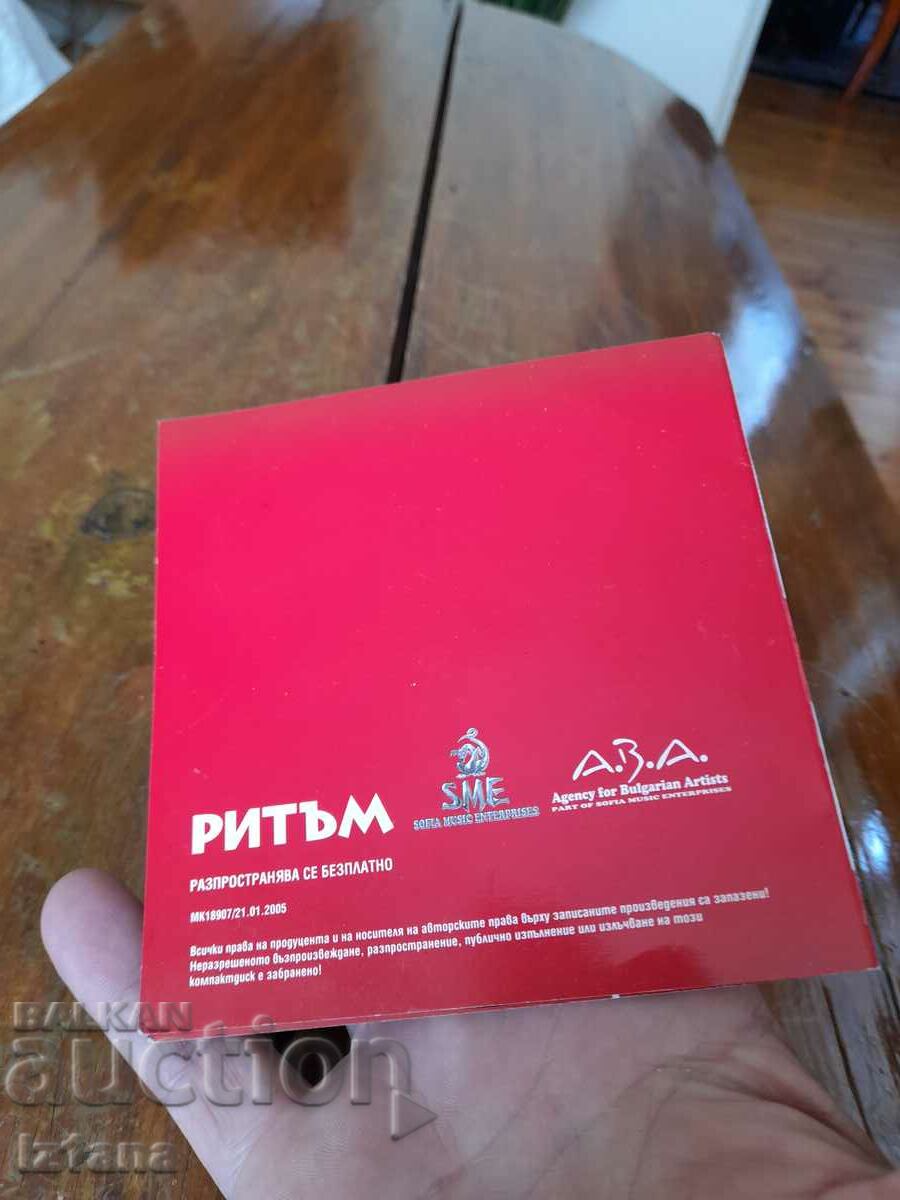 A.B.A.
Agency for Bulgarian Artists
PART OF SOFIA MUSIC ENTERPRISES
SME
SOFIA MUSIC ENTERPRISES
РИТЪМ
РАЗПРОСТРАНЯВА СЕ БЕЗПЛАТНО
МК18907/21.01.2005
Всички права на продуцента и на носителя на авторските права върху записаните произведения са запазени!
Неразрешеното възпроизвеждане, разпространение, публично изпълнение или излъчване на този
компактдиск е забранено!
BALKAN
auction
Iztana